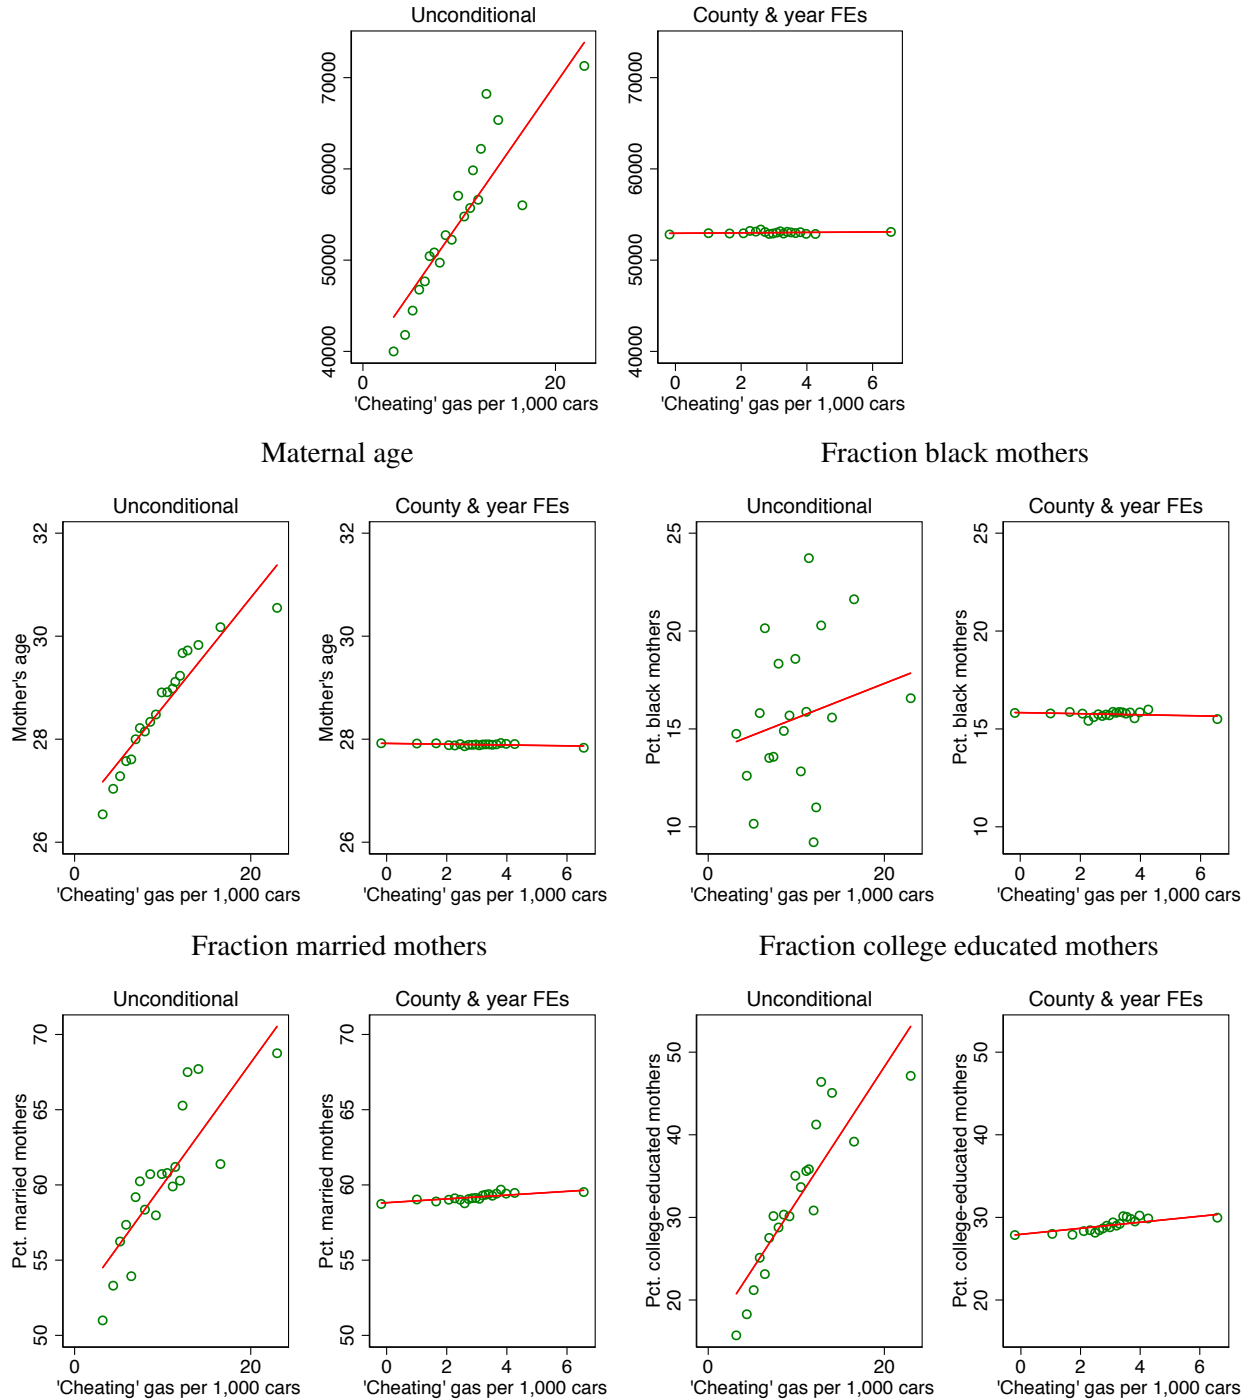 Unconditional
County & year FEs
70000
60000
50000
40000
0
20
'Cheating' gas per 1,000 cars
70000
60000
50000
40000
0
2
4
6
'Cheating' gas per 1,000 cars
Maternal age
Fraction black mothers
Unconditional
County & year FEs
Mother's age
32
30
28
26
0
20
'Cheating' gas per 1,000 cars
Mother's age
32
30
28
26
0
2
4
6
'Cheating' gas per 1,000 cars
Unconditional
County & year FEs
Pct. black mothers
25
20
15
10
0
20
'Cheating' gas per 1,000 cars
Pct. black mothers
25
20
15
10
0
2
4
6
'Cheating' gas per 1,000 cars
Fraction married mothers
Fraction college educated mothers
Unconditional
County & year FEs
Pct. married mothers
70
65
60
55
50
0
20
'Cheating' gas per 1,000 cars
Pct. married mothers
70
65
60
55
50
0
2
4
6
'Cheating' gas per 1,000 cars
Unconditional
County & year FEs
Pct. college-educated mothers
50
40
30
20
0
20
'Cheating' gas per 1,000 cars
Pct. college-educated mothers
50
40
30
20
0
2
4
6
'Cheating' gas per 1,000 cars